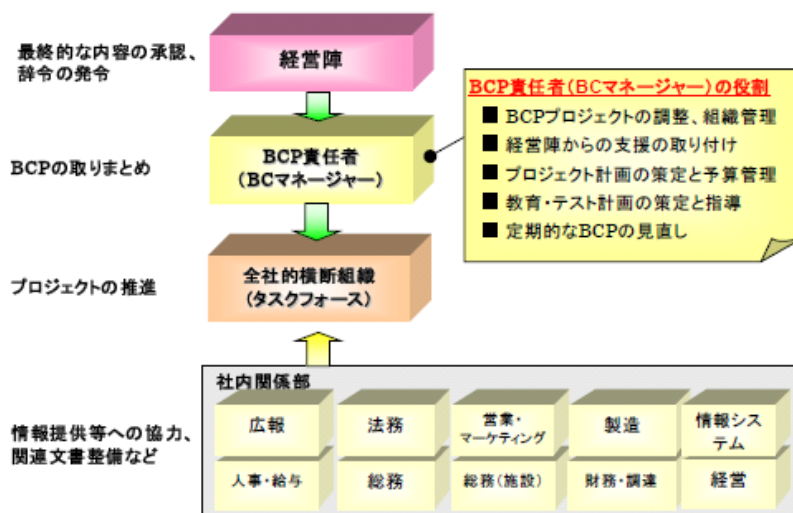 最終的な内容の承認、
辞令の発令
経営陣
BCP責任者(BCマネージャー)の役割
■ BCPプロジェクトの調整、組織管理
■ 経営陣からの支援の取り付け
■ プロジェクト計画の策定と予算管理
■ 教育・テスト計画の策定と指導
■ 定期的なBCPの見直し
BCPの取りまとめ
BCP責任者
(BCマネージャー)
プロジェクトの推進
全社的横断組織
(タスクフォース)
社内関係部
情報提供等への協力、
関連文書整備など
広報
法務
営業・
マーケティング
製造
情報シス
テム
人事・給与
総務
総務(施設)
財務・調達
経営